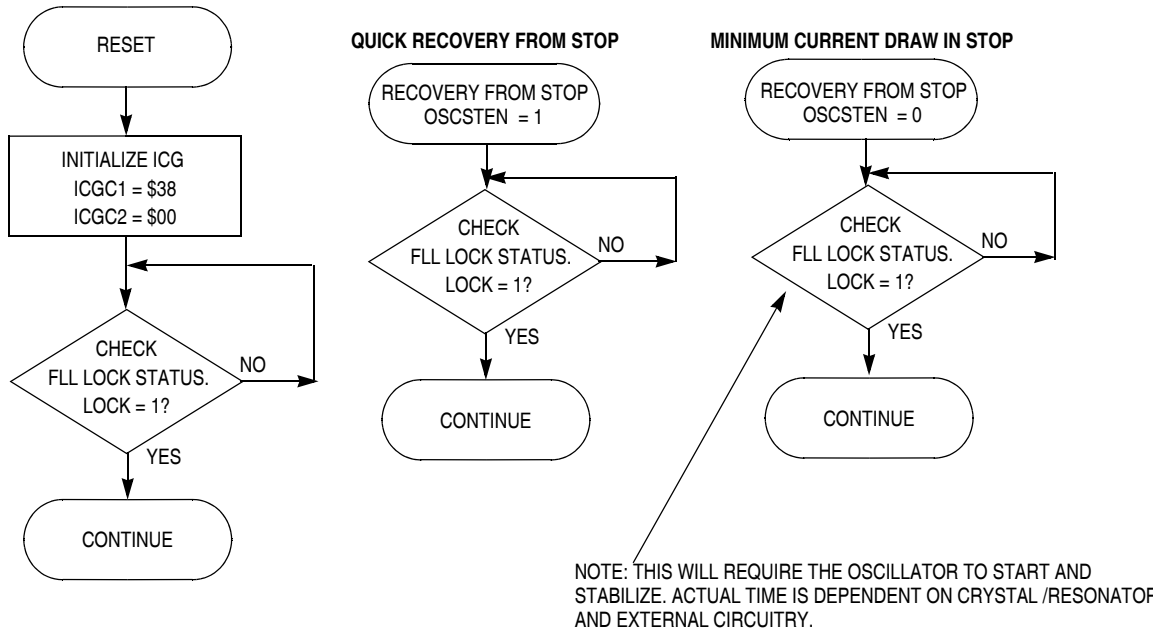 RESET
INITIALIZE ICG
ICGC1 = $38
ICGC2 = $00
CHECK
FLL LOCK STATUS.
LOCK = 1?
NO
YES
CONTINUE
QUICK RECOVERY FROM STOP
RECOVERY FROM STOP
OSCSTEN = 1
CHECK
FLL LOCK STATUS.
LOCK = 1?
NO
YES
CONTINUE
MINIMUM CURRENT DRAW IN STOP
RECOVERY FROM STOP
OSCSTEN = 0
CHECK
FLL LOCK STATUS.
LOCK = 1?
NO
YES
CONTINUE
NOTE: THIS WILL REQUIRE THE OSCILLATOR TO START AND
STABILIZE. ACTUAL TIME IS DEPENDENT ON CRYSTAL /RESONATOR
AND EXTERNAL CIRCUITRY.